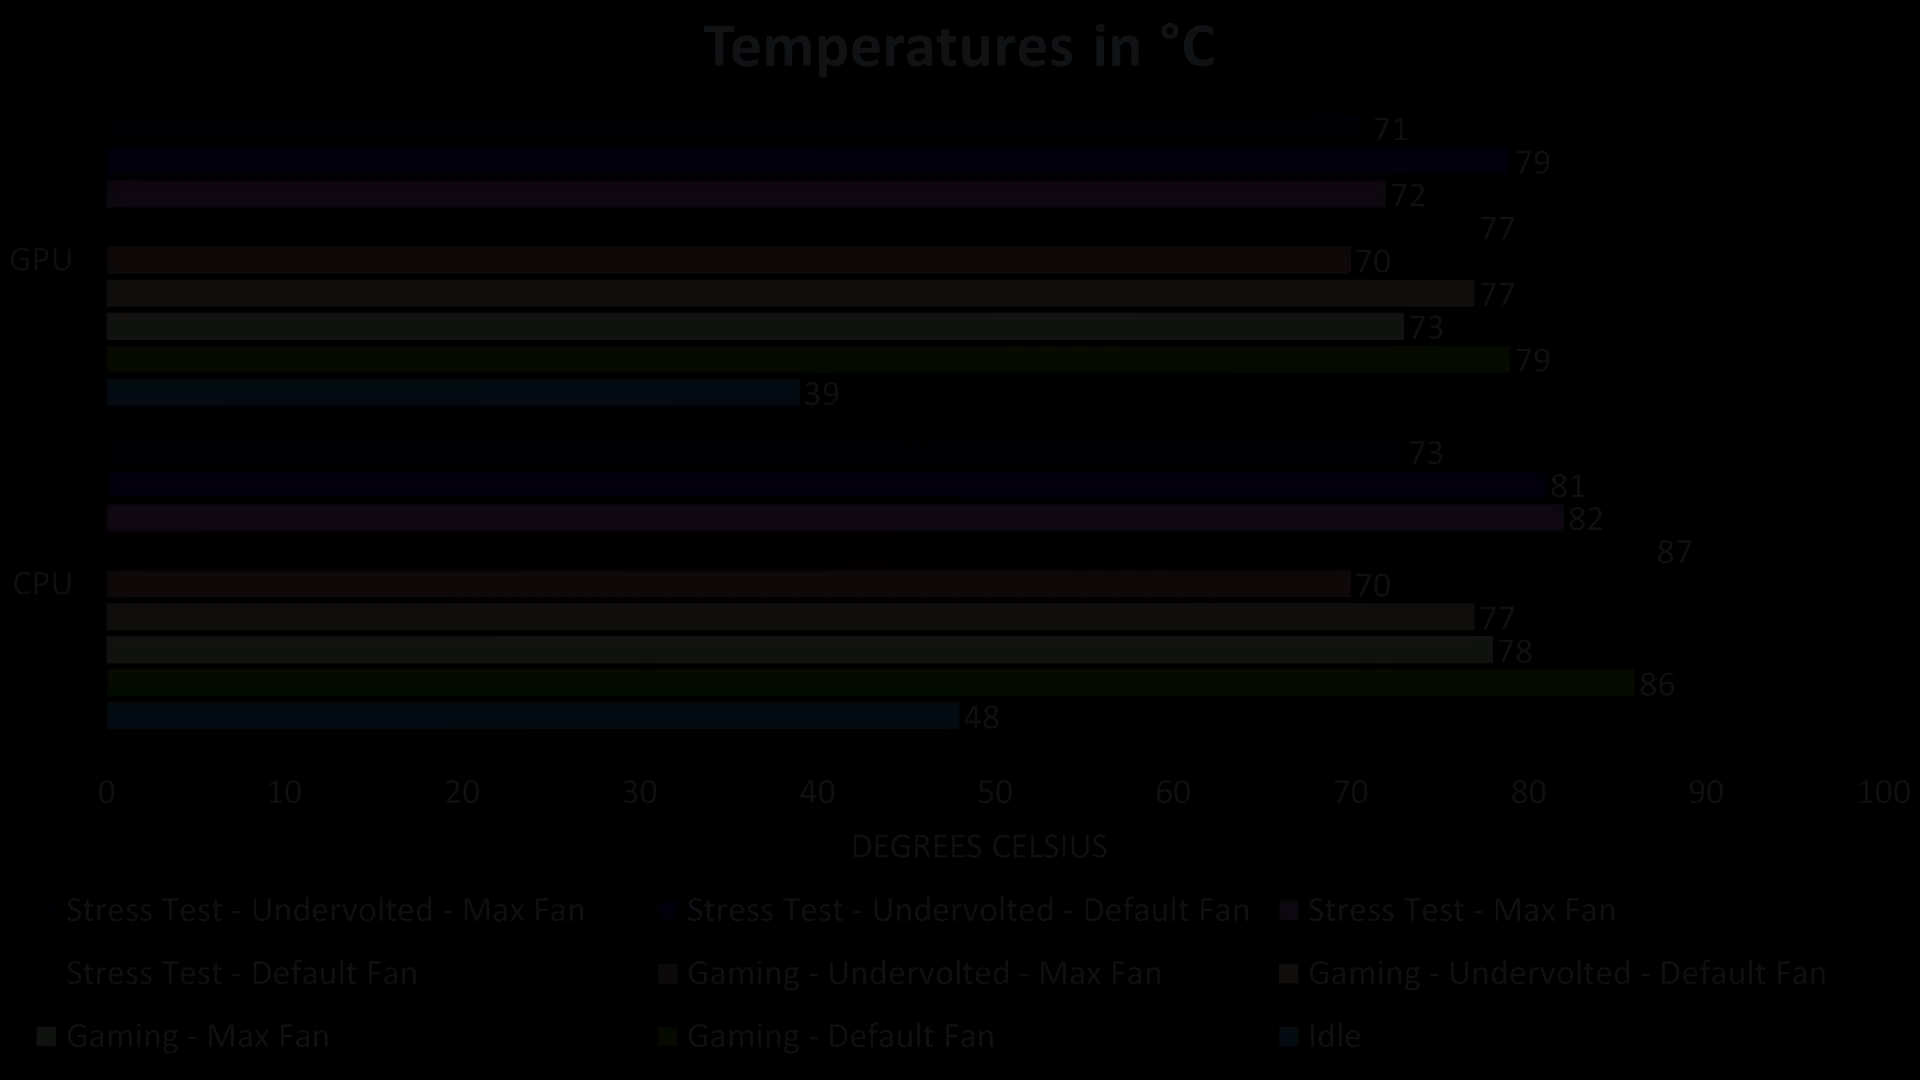 Temperatures in °C
71
79
72
77
GPU 70
77
73
79
39
73
81
82
87
CPU 70
77
78
86
48
0 10 20 30 40 50 60 70 80 90 100
DEGREES CELSIUS
Stress Test - Undervolted - Max Fan Stress Test - Undervolted - Default Fan Stress Test - Max Fan
Stress Test - Default Fan Gaming - Undervolted - Max Fan Gaming - Undervolted - Default Fan
Gaming - Max Fan Gaming - Default Fan Idle